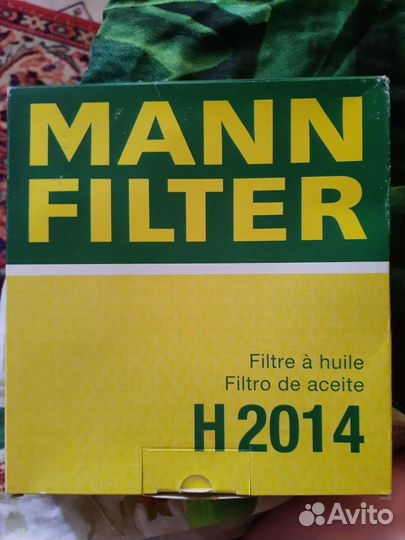 MANN
FILTER
Filtre à huile
Filtro de aceite
H 2014
Avito